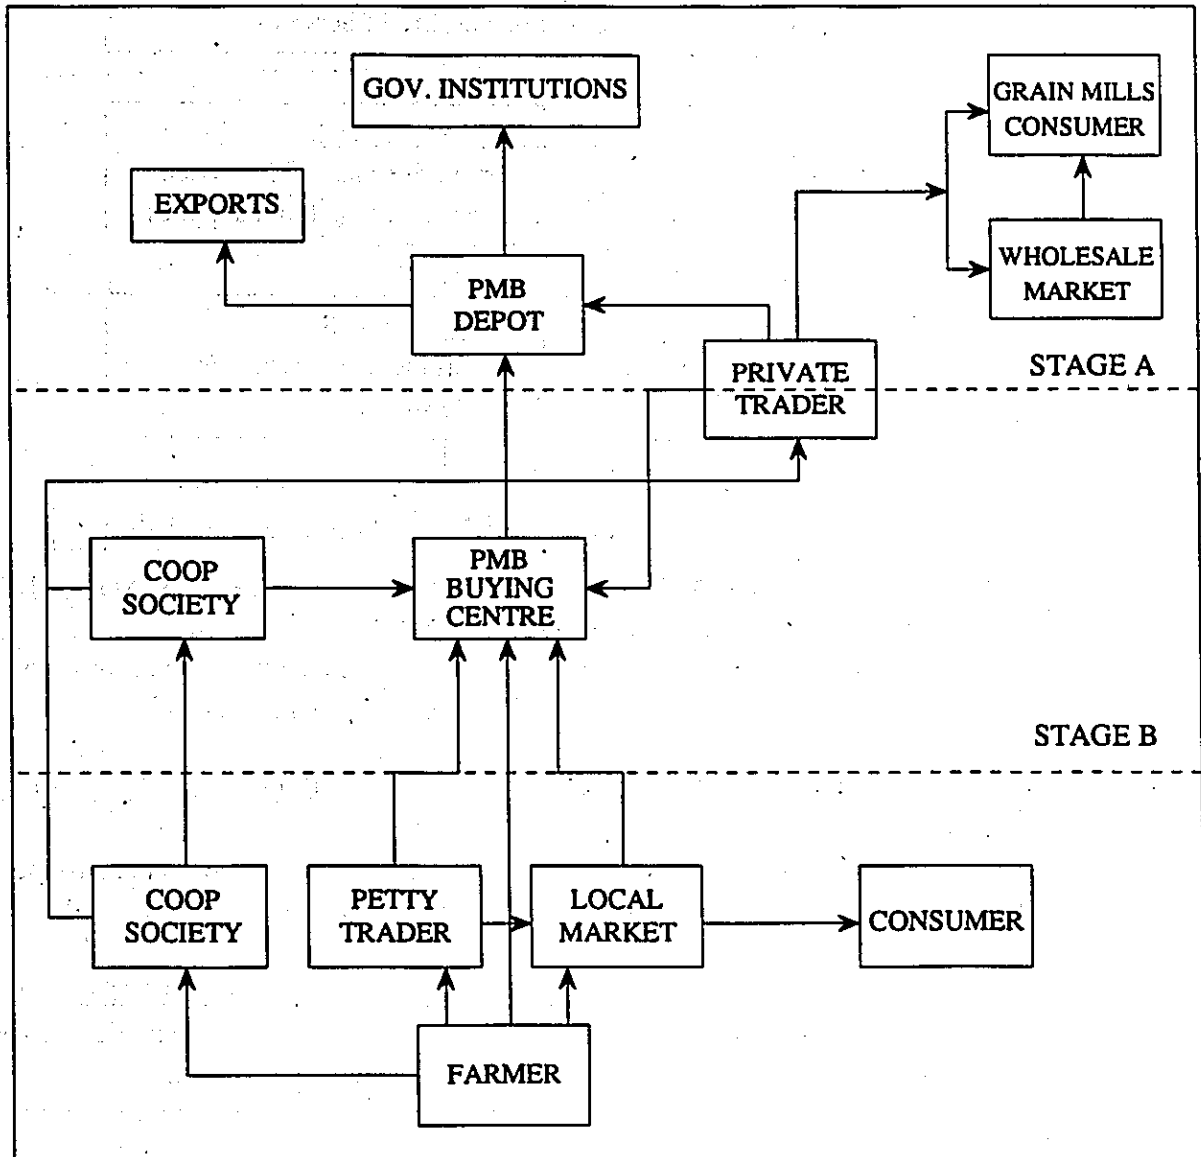 GOV. INSTITUTIONS
GRAIN MILLS
CONSUMER
EXPORTS
WHOLESALE
MARKET
PMB
DEPOT
STAGE A
PRIVATE
TRADER
COOP
SOCIETY
PMB
BUYING
CENTRE
STAGE B
COOP
SOCIETY
PETTY
TRADER
LOCAL
MARKET
CONSUMER
FARMER